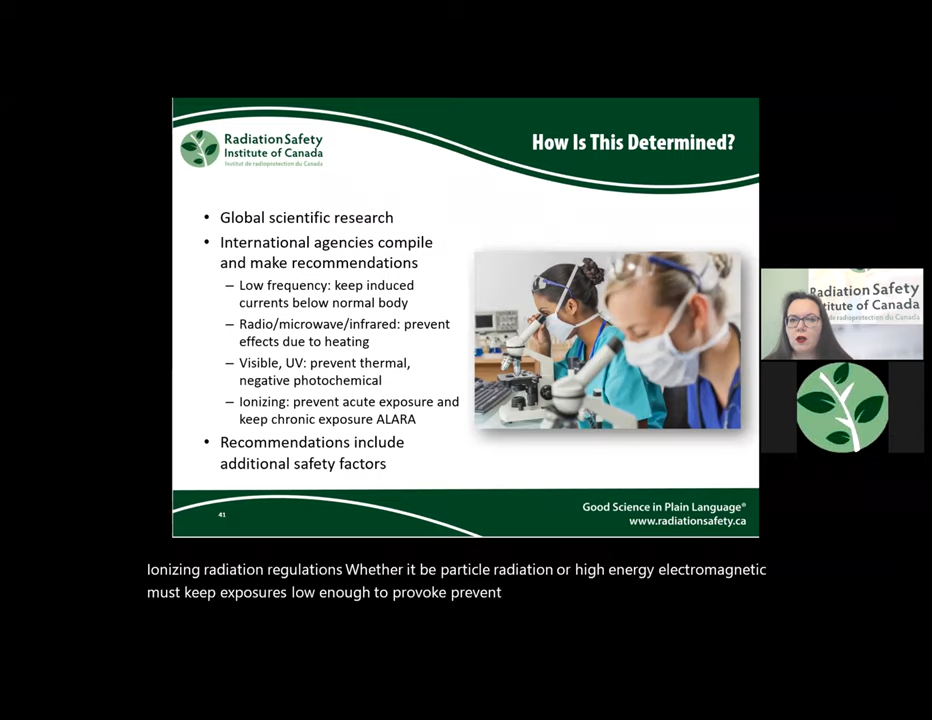 Radiation Safety
Institute of Canada
Institut de radioprotection du Canada
How Is This Determined?
• Global scientific research
• International agencies compile
and make recommendations
– Low frequency: keep induced
currents below normal body
– Radio/microwave/infrared: prevent
effects due to heating
– Visible, UV: prevent thermal,
negative photochemical
– Ionizing: prevent acute exposure and
keep chronic exposure ALARA
• Recommendations include
additional safety factors
41
Good Science in Plain Language®
www.radiationsafety.ca
Radiation Safety
titute of Canada
de radioprotection du Canada
Ionizing radiation regulations Whether it be particle radiation or high energy electromagnetic
must keep exposures low enough to provoke prevent